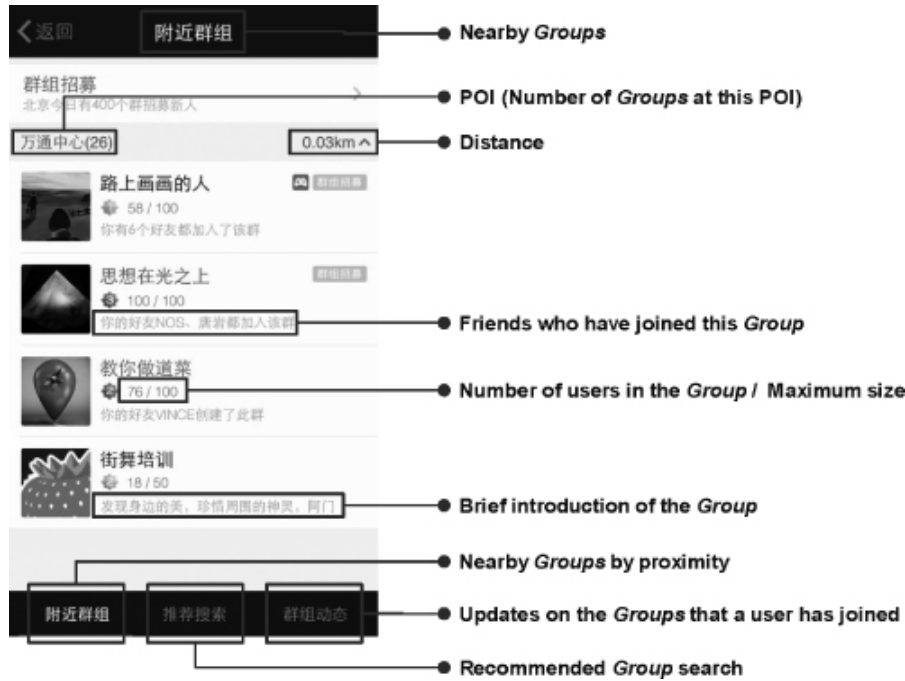 返回
附近群组
Nearby Groups
群组招募
北京今日有400个群招募新人
POI (Number of Groups at this POI)
万通中心(26)
0.03km
Distance
路上画画的人
群组招募
58 / 100
你有6个好友都加入了该群
思想在光之上
群组招募
100 / 100
你的好友NOS、唐岩都加入该群
Friends who have joined this Group
教你做道菜
76 / 100
Number of users in the Group / Maximum size
你的好友VINCE创建了此群
街舞培训
18 / 50
发现身边的美，珍惜周围的神灵，阿门
Brief introduction of the Group
Nearby Groups by proximity
附近群组
推荐搜索
群组动态
Updates on the Groups that a user has joined
Recommended Group search